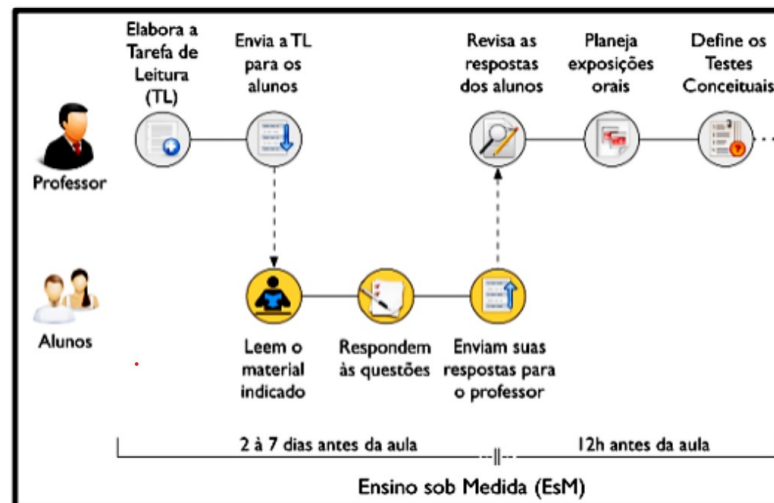 Elabora a
Tarefa de
Leitura
(TL)
Envia a TL
para os
alunos
Revisa as
respostas
dos alunos
Planeja
exposições
orais
Define os
Testes
Conceituais
Professor
Alunos
Leem o
material
indicado
Respondem
às questões
Enviam suas
respostas para
o professor
2 à 7 dias antes da aula
12h antes da aula
Ensino sob Medida (EsM)